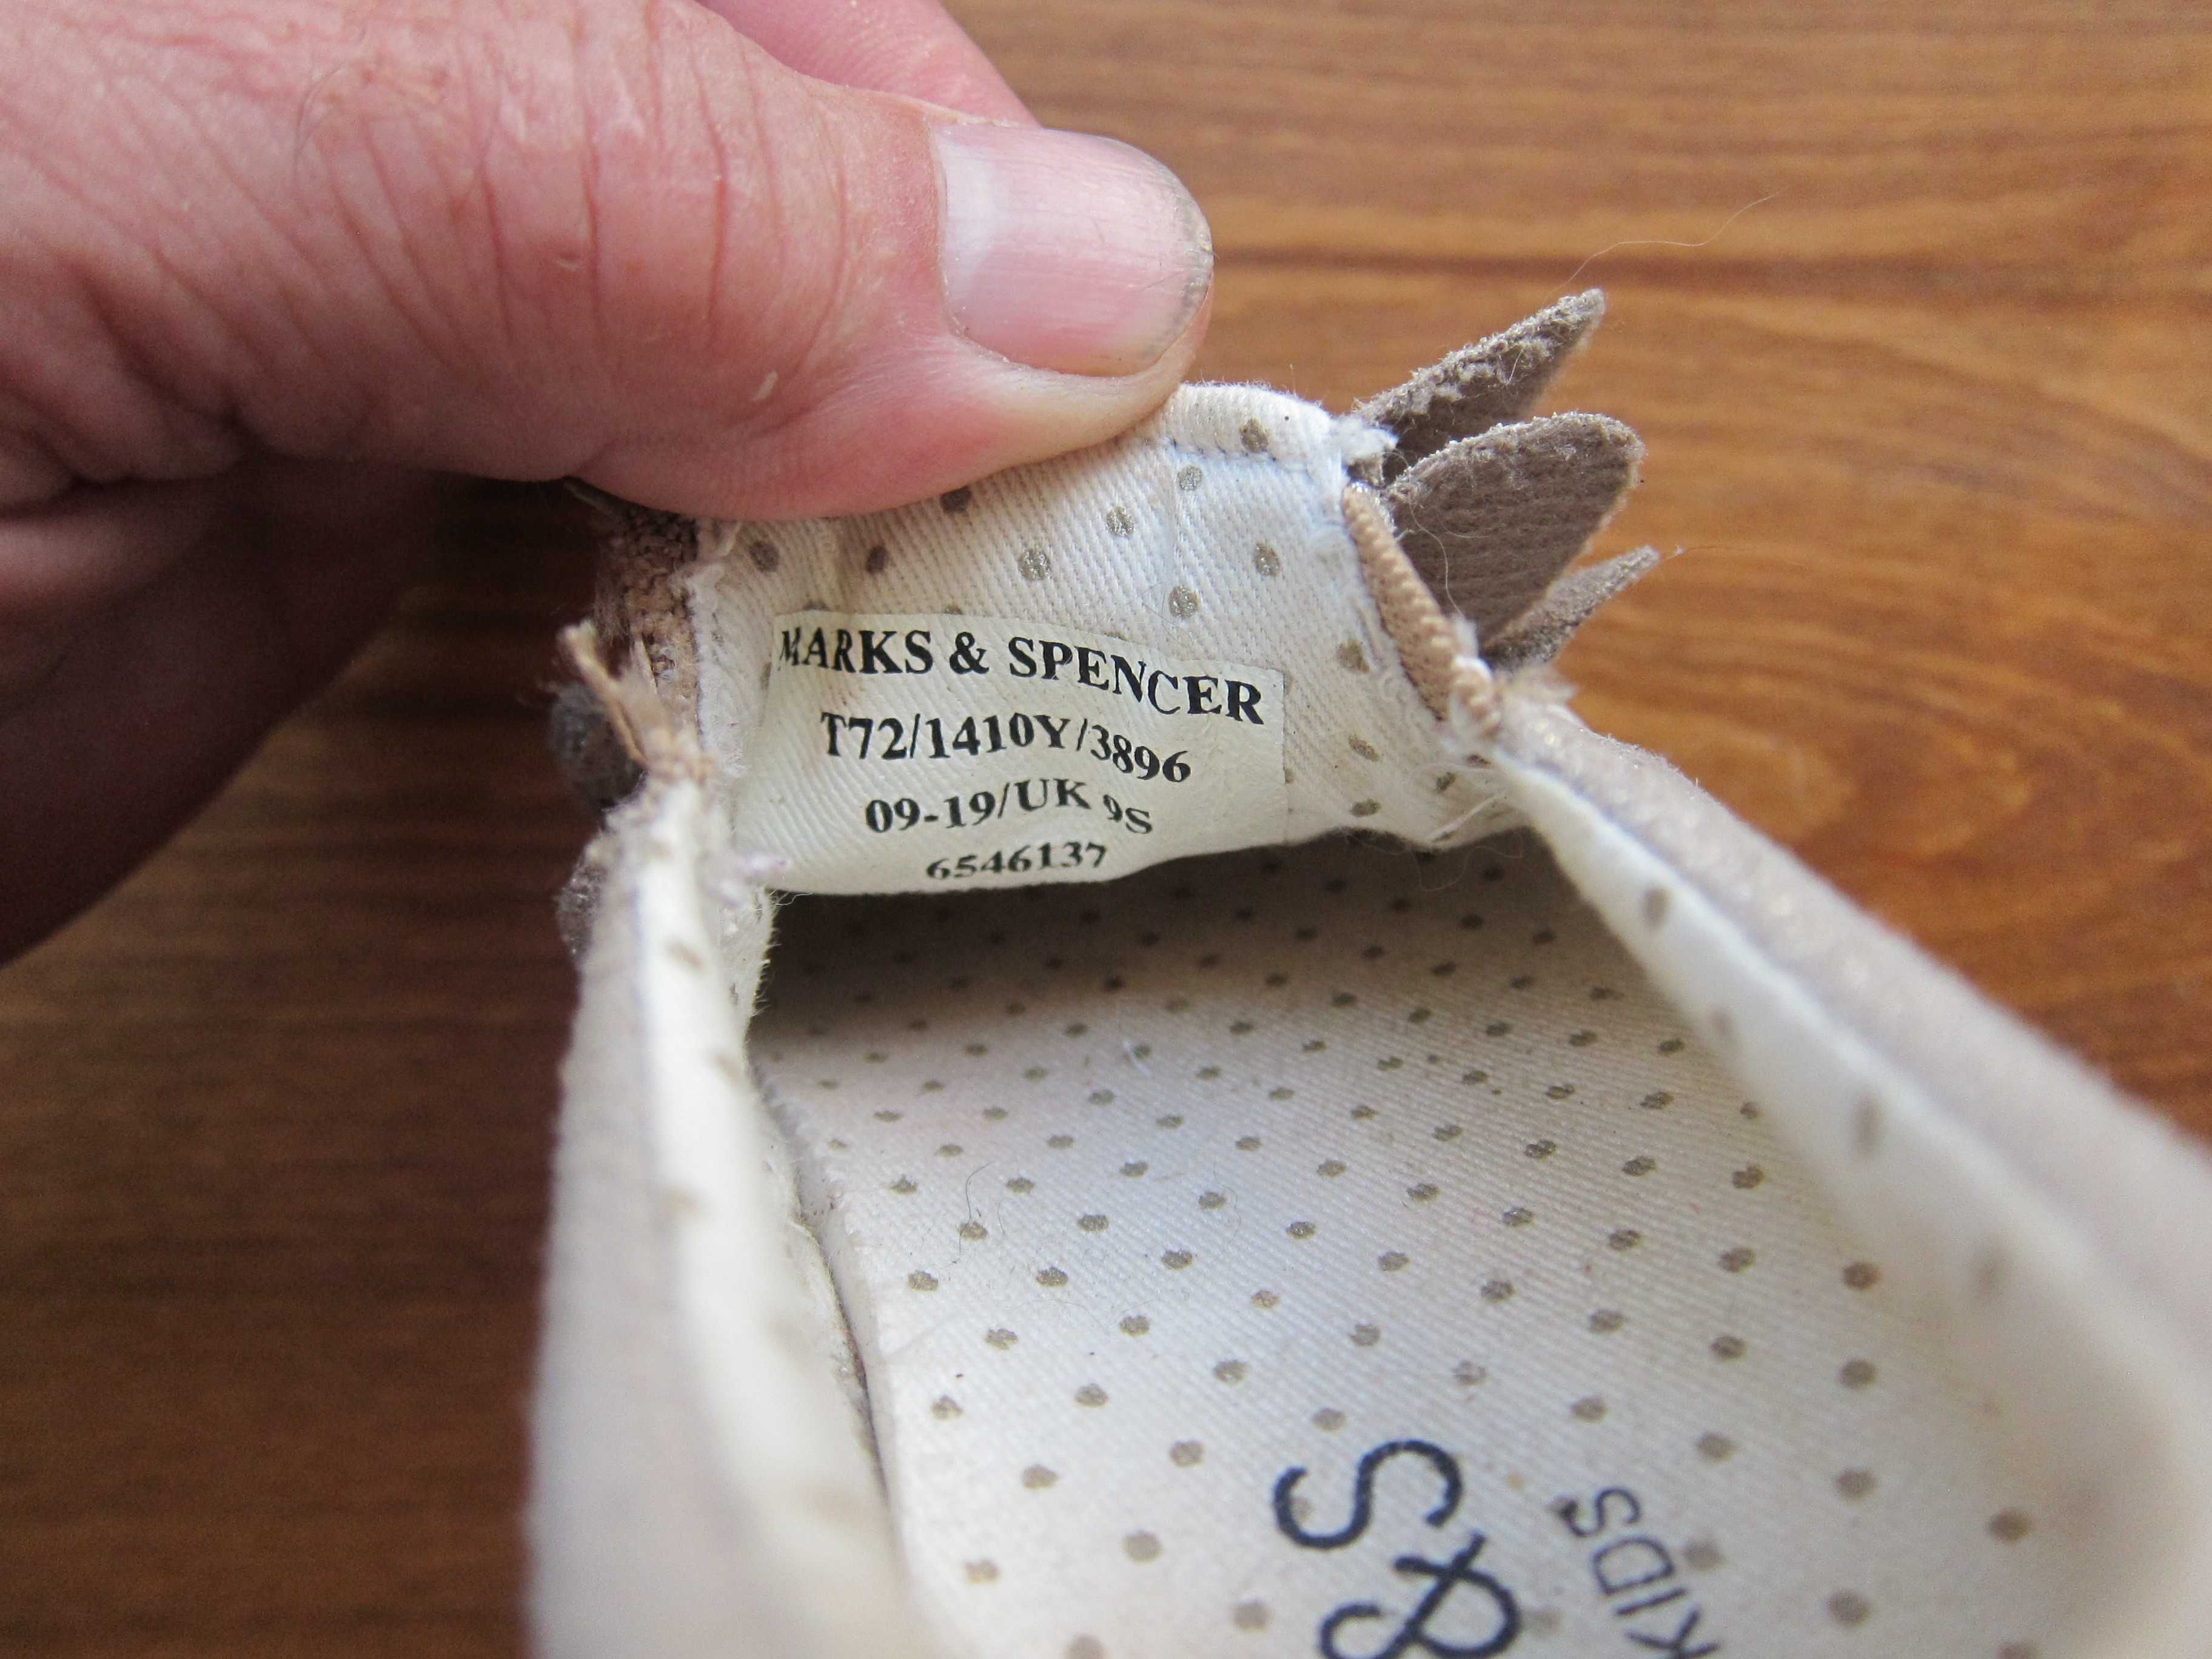 MARKS & SPENCER
T72/1410Y/3896
09-19/UK 9S
6546137
S&
KIDS